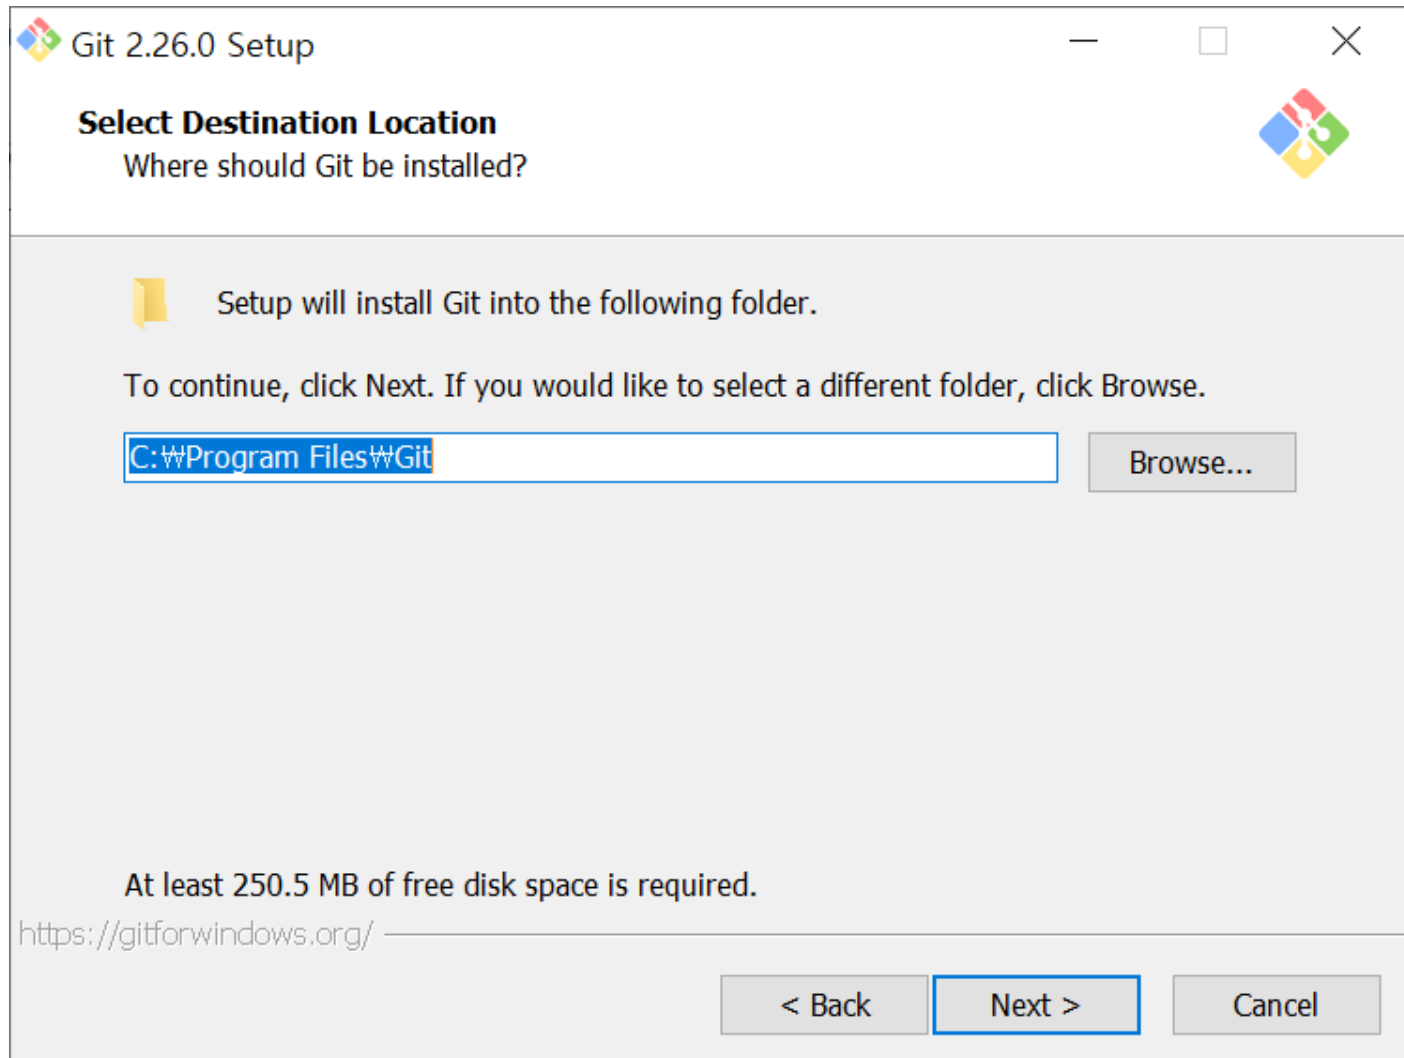 Git 2.26.0 Setup
Select Destination Location
Where should Git be installed?
Setup will install Git into the following folder.
To continue, click Next. If you would like to select a different folder, click Browse.
C:₩Program Files₩Git
Browse...
At least 250.5 MB of free disk space is required.
https://gitforwindows.org/
< Back
Next >
Cancel